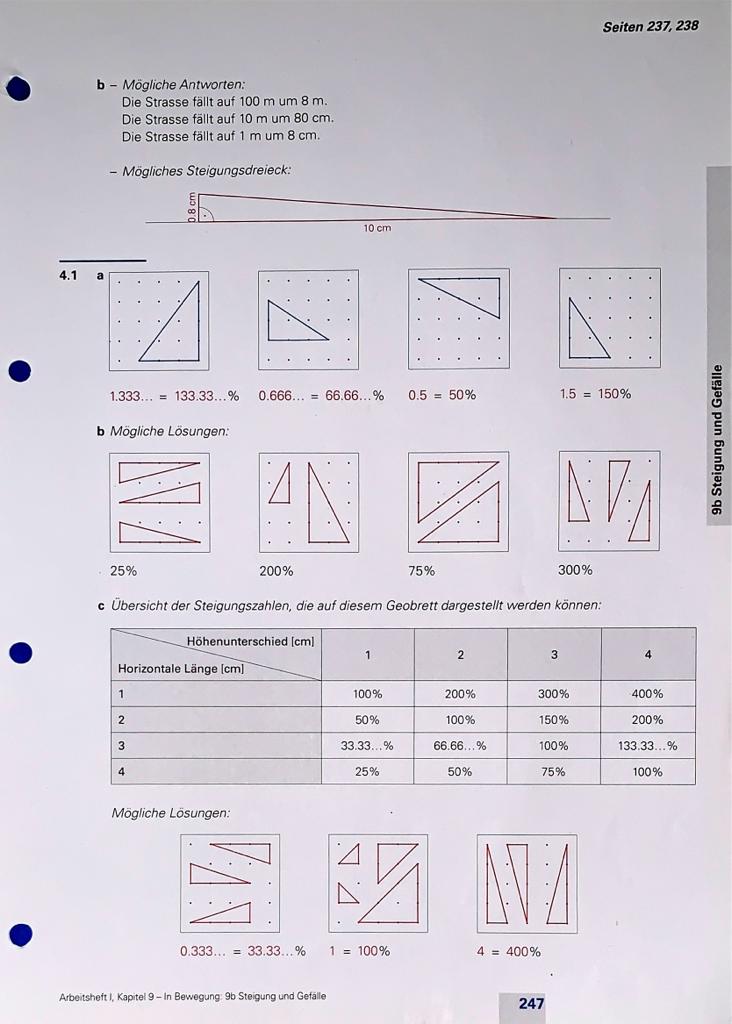 Seiten 237, 238
b – Mögliche Antworten:
Die Strasse fällt auf 100 m um 8 m.
Die Strasse fällt auf 10 m um 80 cm.
Die Strasse fällt auf 1 m um 8 cm.
– Mögliches Steigungsdreieck:
0.8 cm
10 cm
4.1 a
1.333... = 133.33...% 0.666... = 66.66...% 0.5 = 50% 1.5 = 150%
b Mögliche Lösungen:
25% 200% 75% 300%
c Übersicht der Steigungszahlen, die auf diesem Geobrett dargestellt werden können:
Höhenunterschied [cm] 1 2 3 4
Horizontale Länge [cm]
1 100% 200% 300% 400%
2 50% 100% 150% 200%
3 33.33...% 66.66...% 100% 133.33...%
4 25% 50% 75% 100%
Mögliche Lösungen:
0.333... = 33.33...% 1 = 100% 4 = 400%
9b Steigung und Gefälle
Arbeitsheft I, Kapitel 9 – In Bewegung: 9b Steigung und Gefälle
247